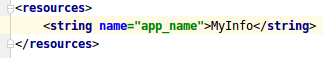 <resources>
    <string name="app_name">MyInfo</string>
</resources>